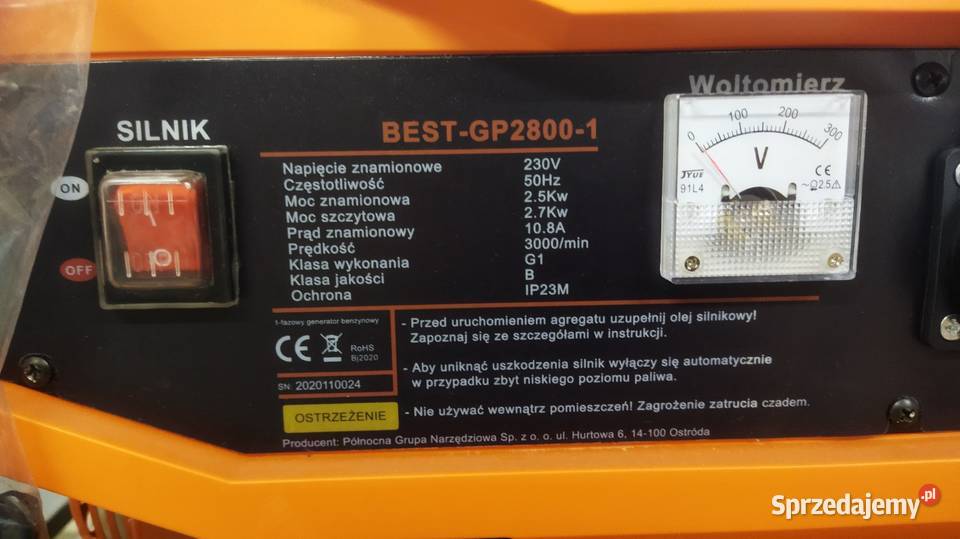 Woltomierz
SILNIK
BEST-GP2800-1
ON
OFF
Napięcie znamionowe 230V
Częstotliwość 50Hz
Moc znamionowa 2.5Kw
Moc szczytowa 2.7Kw
Prąd znamionowy 10.8A
Prędkość 3000/min
Klasa wykonania G1
Klasa jakości B
Ochrona IP23M
0 100 200 300
V
JYUE
91L4
CE
~ 2.5
1-fazowy generator benzynowy
CE RoHS
Bj2020
SN: 2020110024
OSTRZEŻENIE
- Przed uruchomieniem agregatu uzupełnij olej silnikowy!
Zapoznaj się ze szczegółami w instrukcji.
- Aby uniknąć uszkodzenia silnik wyłączy się automatycznie
w przypadku zbyt niskiego poziomu paliwa.
- Nie używać wewnątrz pomieszczeń! Zagrożenie zatrucia czadem.
Producent: Północna Grupa Narzędziowa Sp. z o. o. ul. Hurtowa 6, 14-100 Ostróda
Sprzedajemy.pl